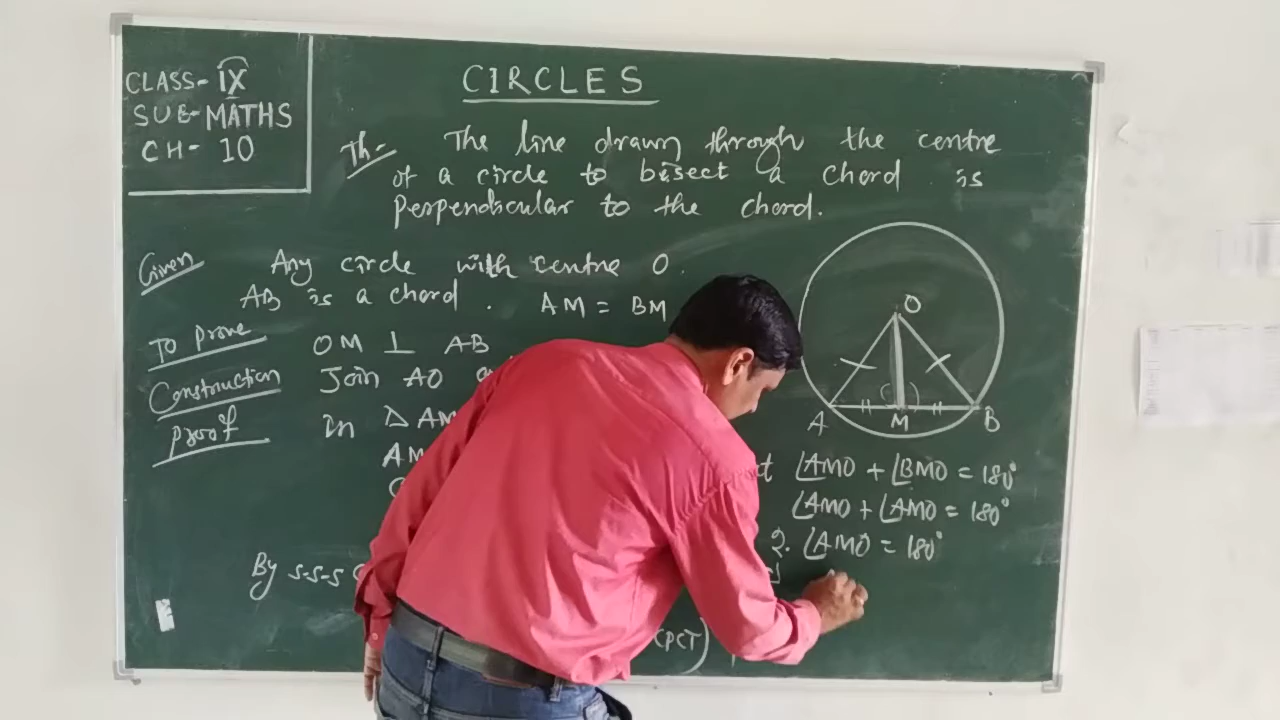 CLASS- IX
SUB- MATHS
CH- 10
CIRCLES
Th- The line drawn through the centre
of a circle to bisect a chord is
perpendicular to the chord.
Given Any circle with centre O.
AB is a chord. AM = BM
To prove OM ⊥ AB
Construction Join AO
Proof In Δ AM
AM
By S-S-S
(CPCT)
O
A M B
∠AMO + ∠BMO = 180°
∠AMO + ∠AMO = 180°
2. ∠AMO = 180°